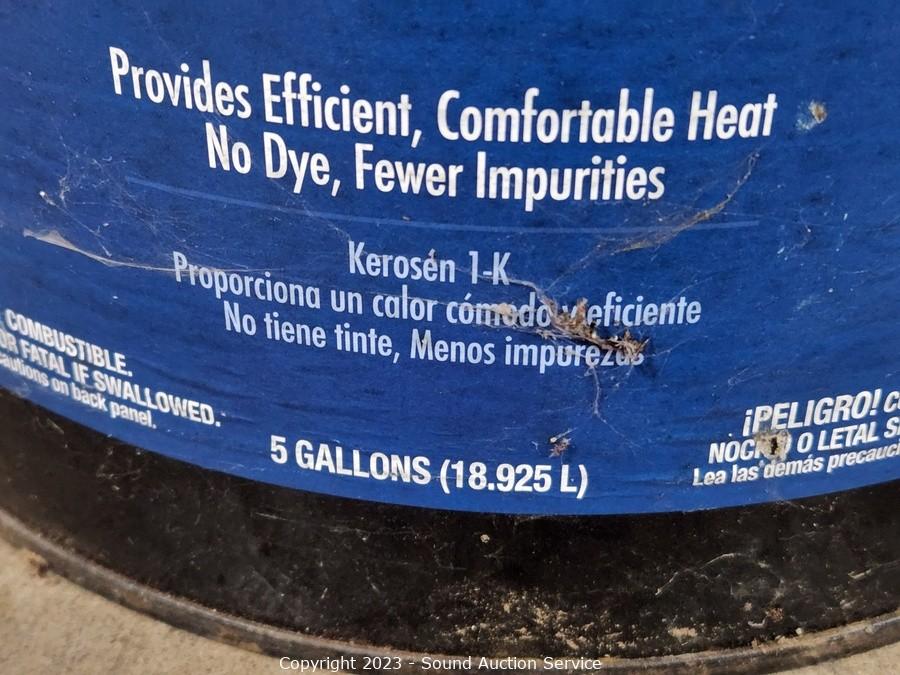 Provides Efficient, Comfortable Heat
No Dye, Fewer Impurities
Kerosén 1-K
Proporciona un calor cómodo y eficiente
No tiene tinte, Menos impurezas
COMBUSTIBLE.
OR FATAL IF SWALLOWED.
on back panel.
5 GALLONS (18.925 L)
¡PELIGRO!
O LETAL
Lea las demás
Copyright 2023 - Sound Auction Service